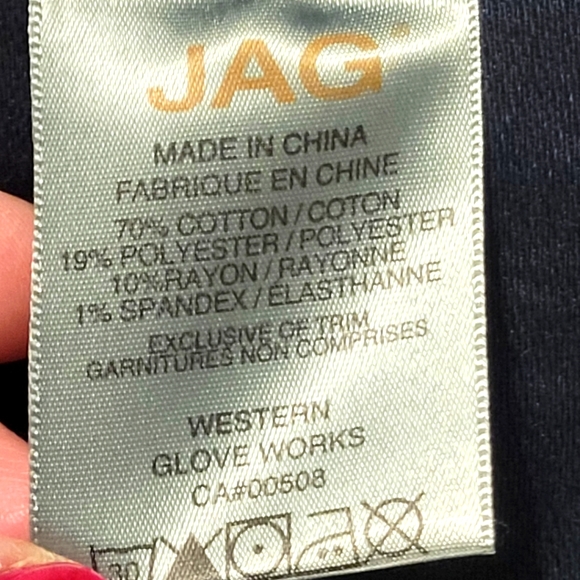 JAG
MADE IN CHINA
FABRIQUE EN CHINE
70% COTTON / COTON
19% POLYESTER / POLYESTER
10% RAYON / RAYONNE
1% SPANDEX / ELASTHANNE
EXCLUSIVE OF TRIM
GARNITURES NON COMPRISES
WESTERN
GLOVE WORKS
CA#00508
30